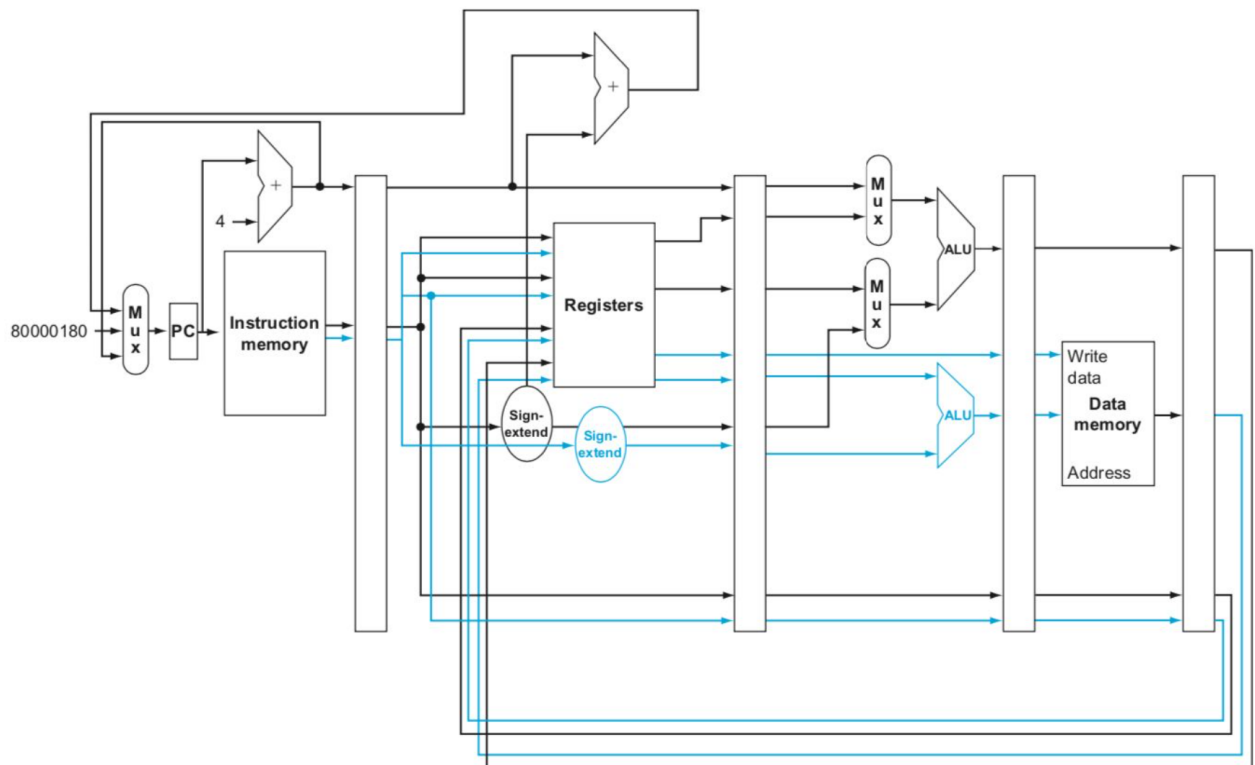 +
+
4
M
u
x
80000180
M
u
x
PC
Instruction
memory
Registers
Sign-
extend
Sign-
extend
M
u
x
ALU
ALU
Write
data
Data
memory
Address